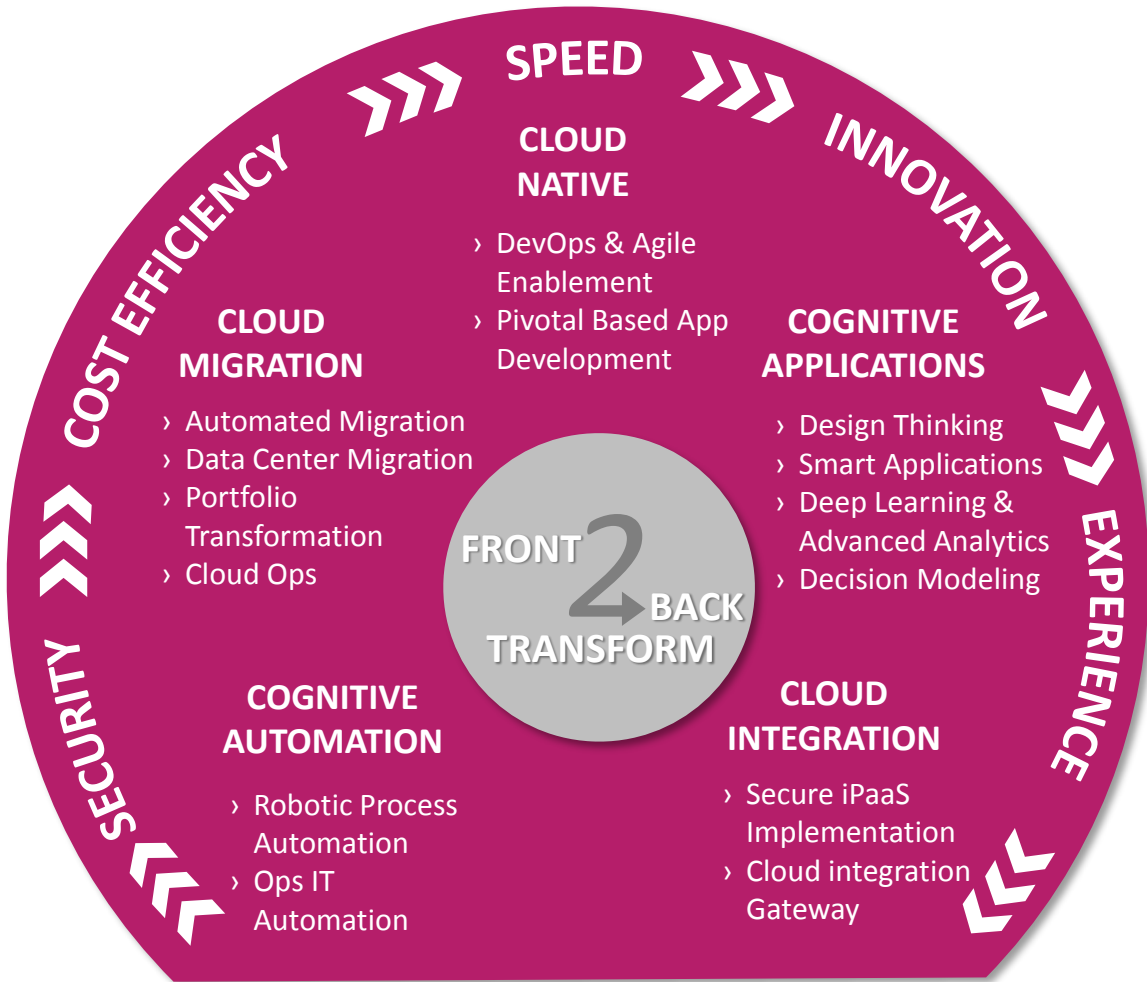 SECURITY
COST EFFICIENCY
SPEED
INNOVATION
EXPERIENCE
CLOUD
NATIVE
› DevOps & Agile
Enablement
› Pivotal Based App
Development
CLOUD
MIGRATION
› Automated Migration
› Data Center Migration
› Portfolio
Transformation
› Cloud Ops
COGNITIVE
APPLICATIONS
› Design Thinking
› Smart Applications
› Deep Learning &
Advanced Analytics
› Decision Modeling
FRONT 2 BACK
TRANSFORM
COGNITIVE
AUTOMATION
› Robotic Process
Automation
› Ops IT
Automation
CLOUD
INTEGRATION
› Secure iPaaS
Implementation
› Cloud integration
Gateway